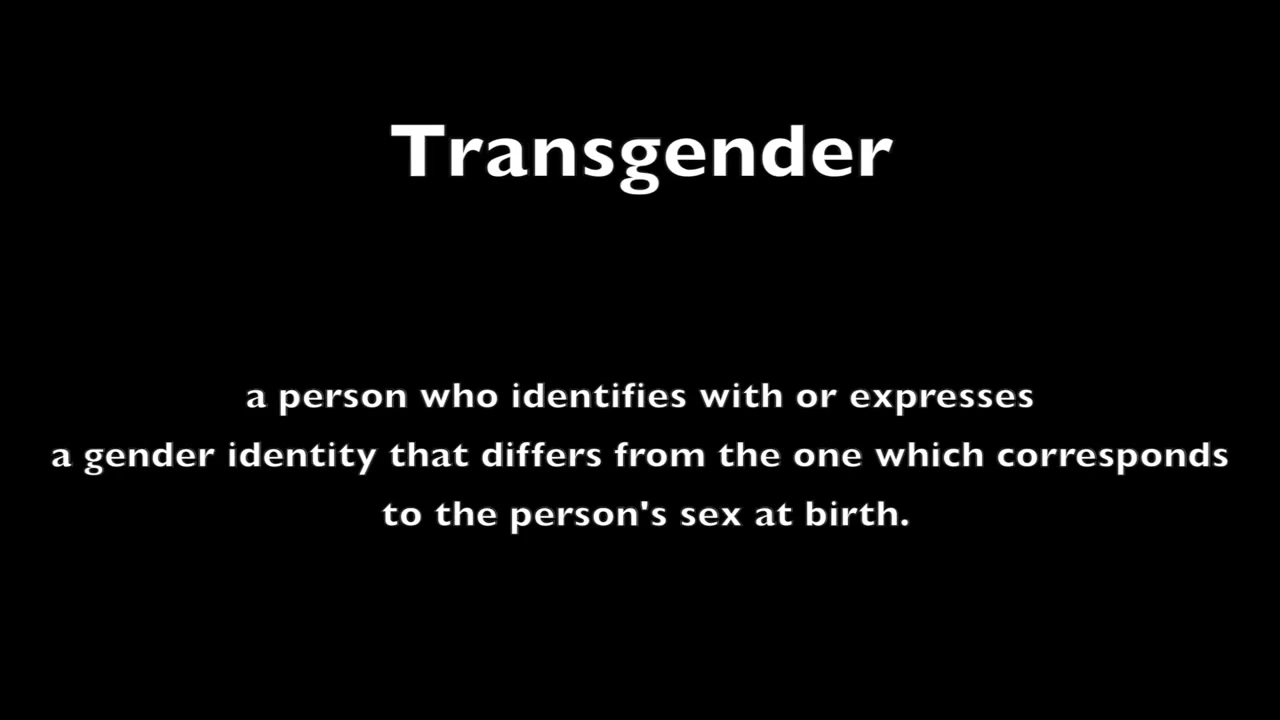 Transgender
a person who identifies with or expresses
a gender identity that differs from the one which corresponds
to the person's sex at birth.